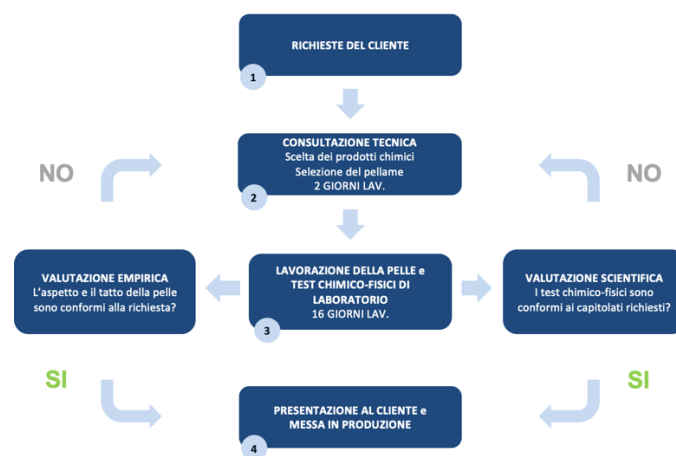 RICHIESTE DEL CLIENTE
1
CONSULTAZIONE TECNICA
Scelta dei prodotti chimici
Selezione del pellame
2 GIORNI LAV.
2
NO
NO
VALUTAZIONE EMPIRICA
L'aspetto e il tatto della pelle
sono conformi alla richiesta?
LAVORAZIONE DELLA PELLE e
TEST CHIMICO-FISICI DI
LABORATORIO
16 GIORNI LAV.
3
VALUTAZIONE SCIENTIFICA
I test chimico-fisici sono
conformi ai capitolati richiesti?
SI
SI
PRESENTAZIONE AL CLIENTE e
MESSA IN PRODUZIONE
4